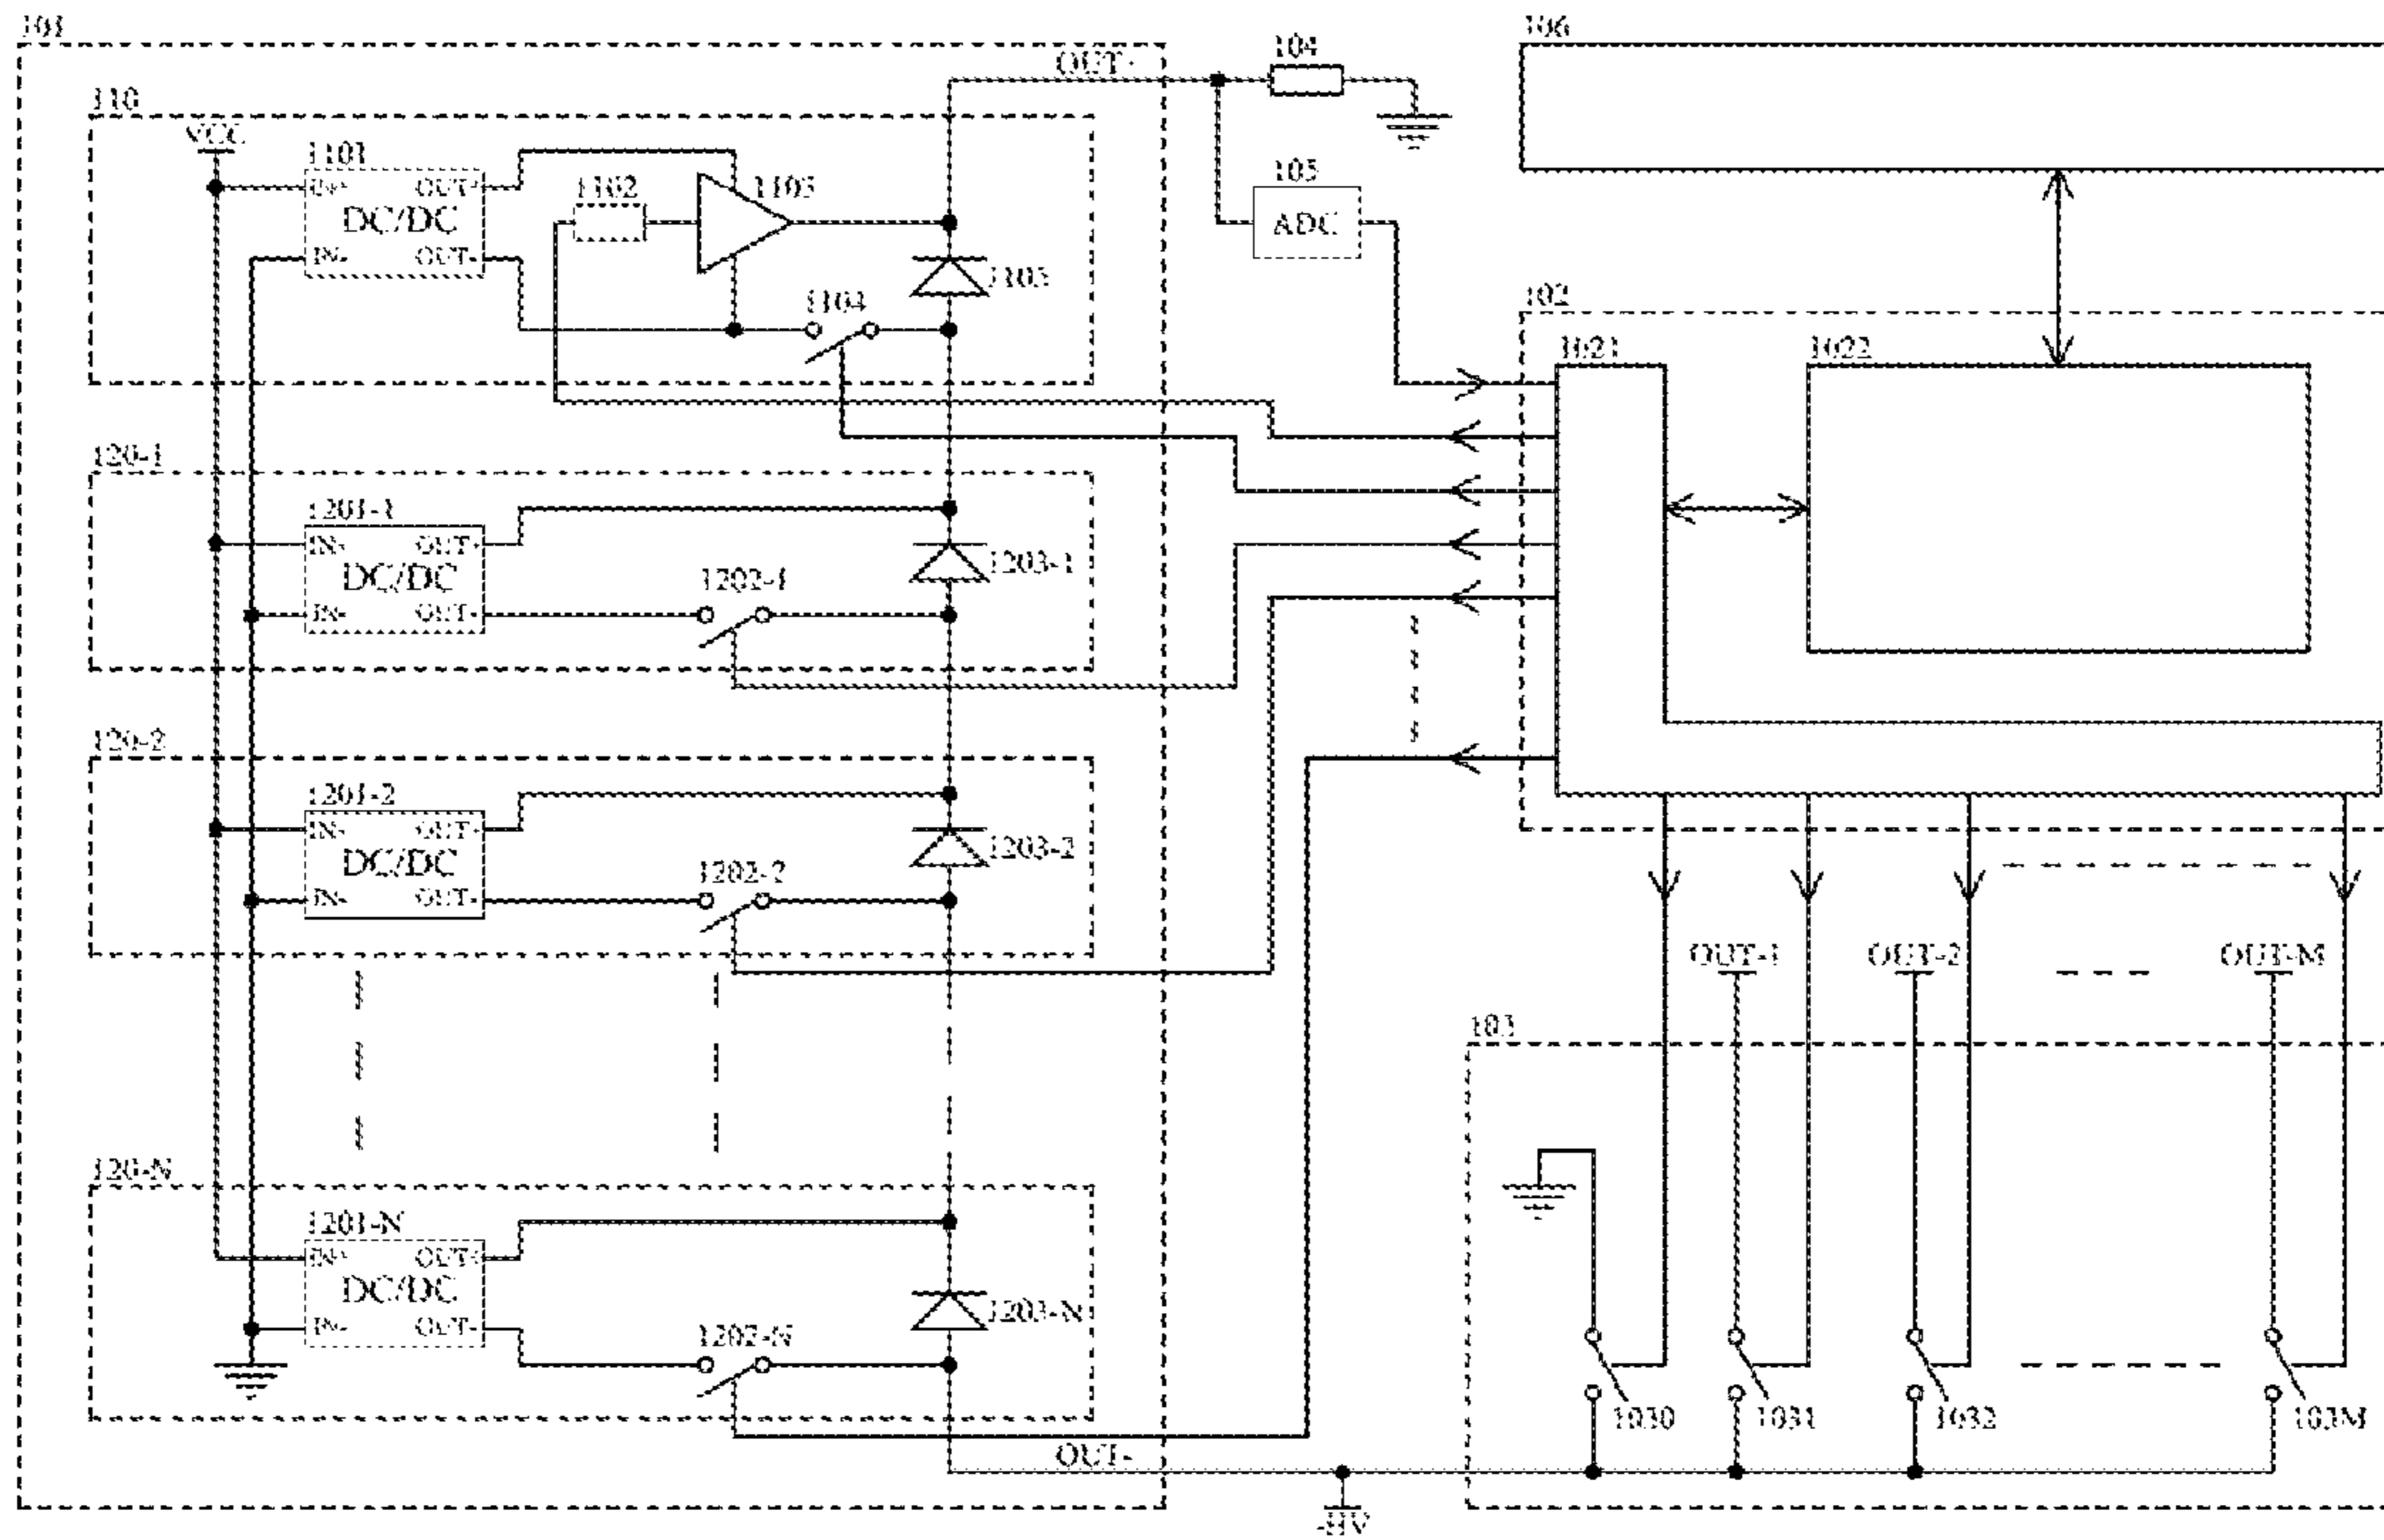 101
106
104
OUT+
110
VCC
1101
1102
1103
105
IN+
OUT+
DC/DC
ADC
IN-
OUT-
1105
1104
102
1021
1022
120-1
1201-1
IN+
OUT+
DC/DC
1202-1
1203-1
IN-
OUT-
120-2
1201-2
IN+
OUT+
DC/DC
1202-2
1203-2
IN-
OUT-
OUT-1
OUT-2
OUT-M
103
120-N
1201-N
IN+
OUT+
DC/DC
1202-N
1203-N
IN-
OUT-
1030
1031
1032
103M
OUT-
-HV